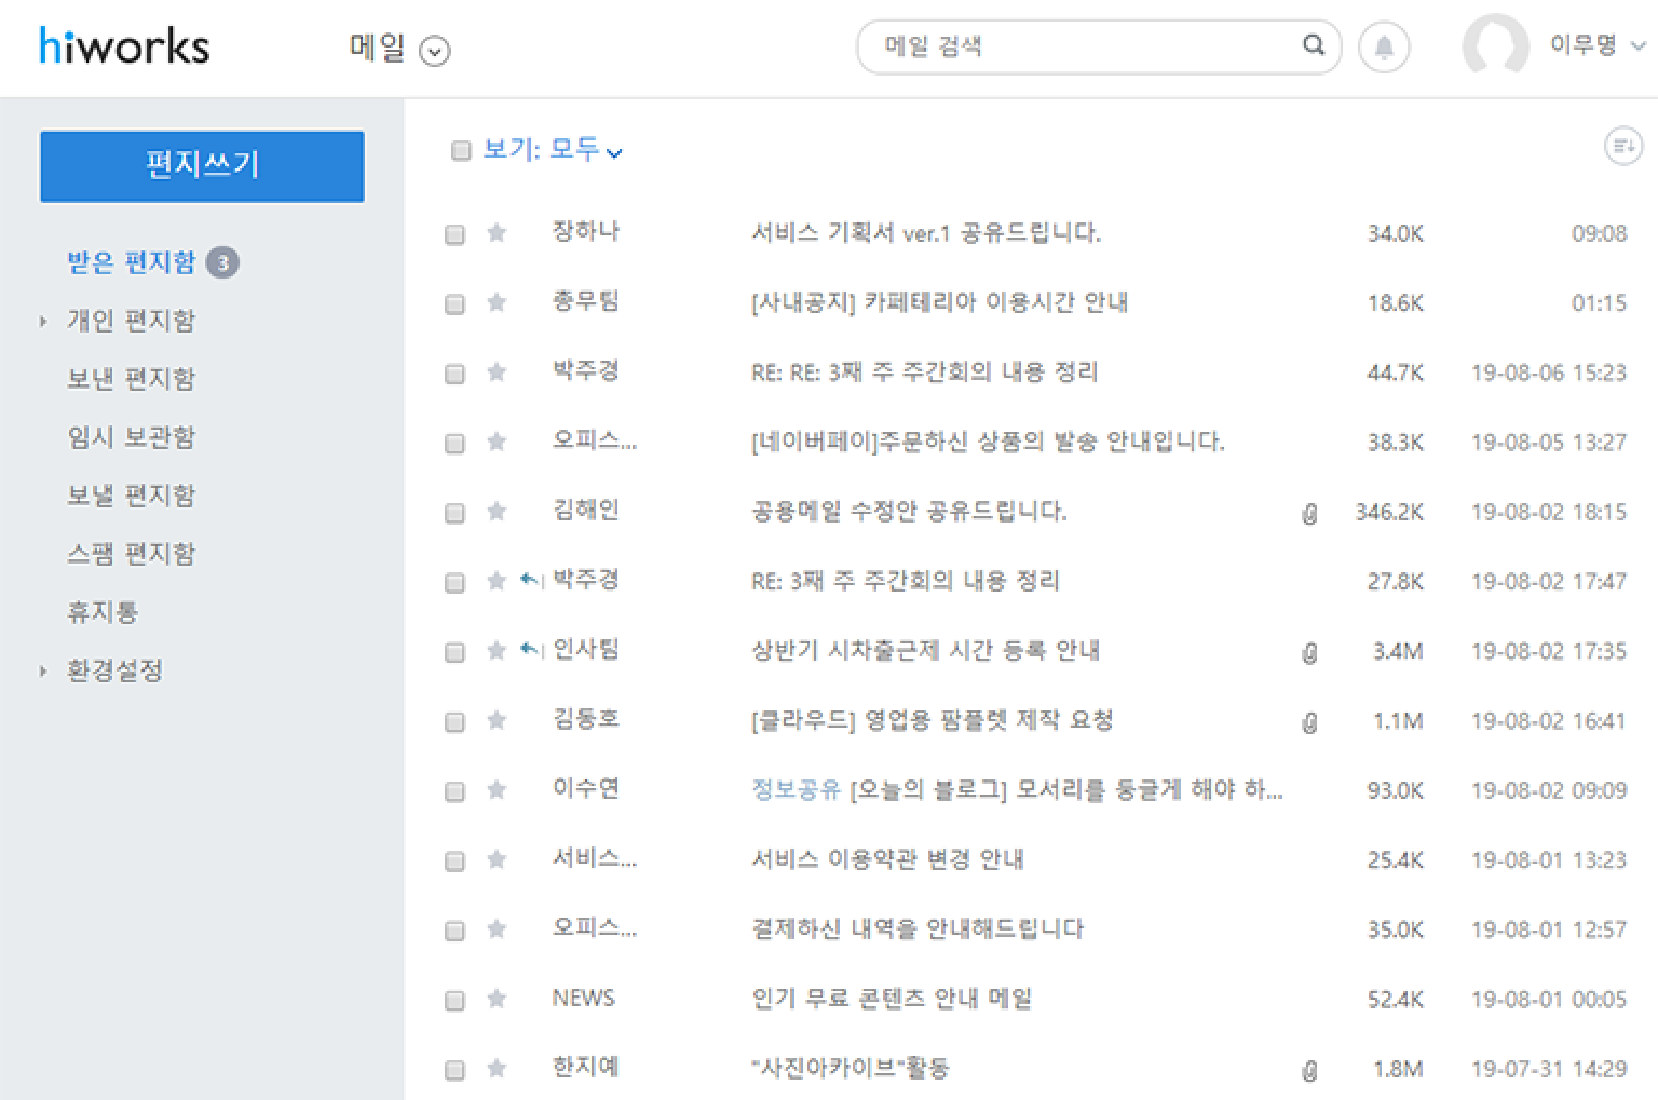 hiworks
메일
메일 검색
이무명
편지쓰기
받은 편지함 3
개인 편지함
보낸 편지함
임시 보관함
보낼 편지함
스팸 편지함
휴지통
환경설정
보기: 모두
장하나 서비스 기획서 ver.1 공유드립니다. 34.0K 09:08
총무팀 [사내공지] 카페테리아 이용시간 안내 18.6K 01:15
박주경 RE: RE: 3째 주 주간회의 내용 정리 44.7K 19-08-06 15:23
오피스... [네이버페이]주문하신 상품의 발송 안내입니다. 38.3K 19-08-05 13:27
김해인 공용메일 수정안 공유드립니다. 346.2K 19-08-02 18:15
박주경 RE: 3째 주 주간회의 내용 정리 27.8K 19-08-02 17:47
인사팀 상반기 시차출근제 시간 등록 안내 3.4M 19-08-02 17:35
김동호 [클라우드] 영업용 팜플렛 제작 요청 1.1M 19-08-02 16:41
이수연 정보공유 [오늘의 블로그] 모서리를 둥글게 해야 하... 93.0K 19-08-02 09:09
서비스... 서비스 이용약관 변경 안내 25.4K 19-08-01 13:23
오피스... 결제하신 내역을 안내해드립니다 35.0K 19-08-01 12:57
NEWS 인기 무료 콘텐츠 안내 메일 52.4K 19-08-01 00:05
한지예 "사진아카이브"활동 1.8M 19-07-31 14:29